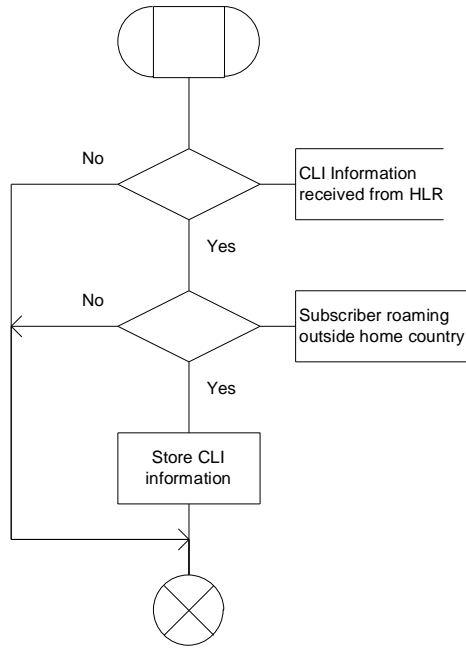 No
CLI Information
received from HLR
Yes
No
Subscriber roaming
outside home country
Yes
Store CLI
information